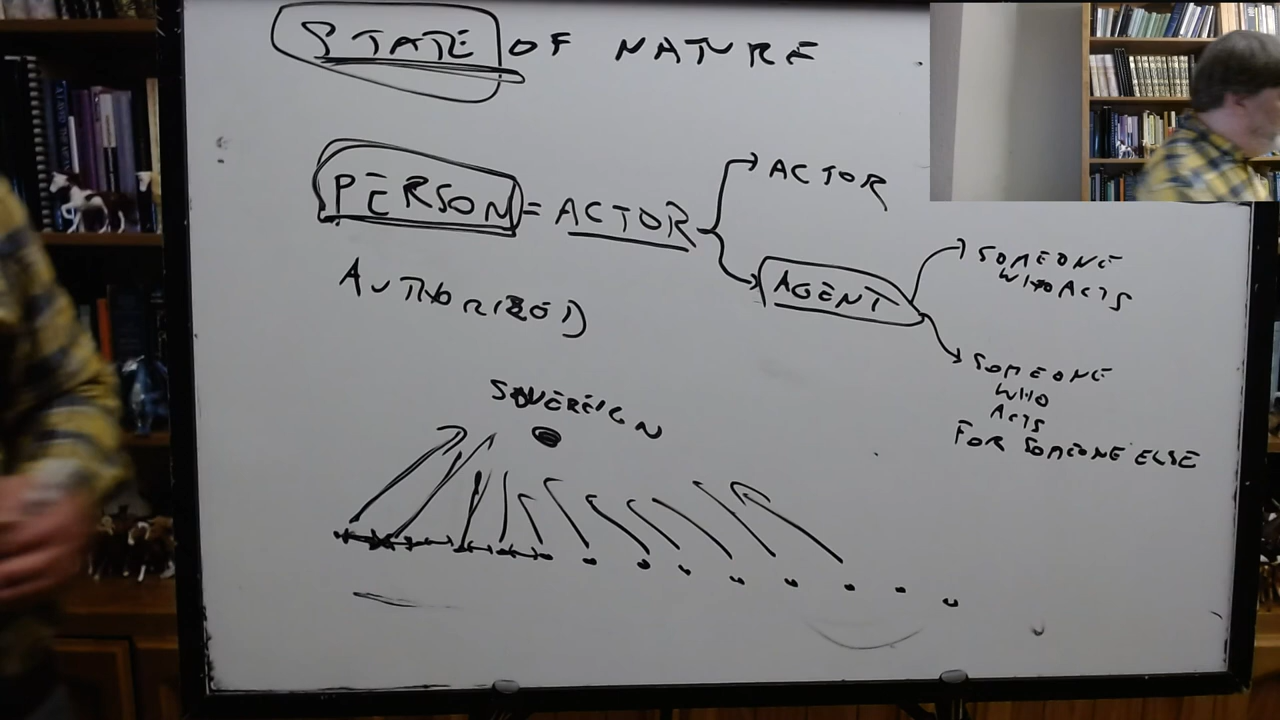 STATE OF NATURE
PERSON = ACTOR
ACTOR
AGENT
SOMEONE
WHO ACTS
SOMEONE
WHO
ACTS
FOR SOMEONE ELSE
AUTHORIZED
SOVEREIGN